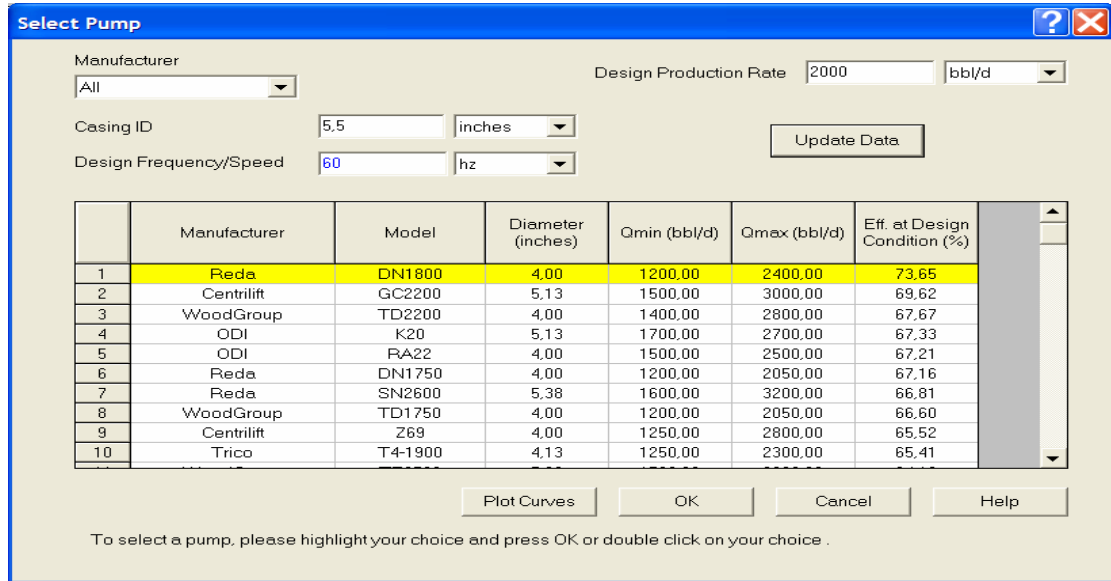 Select Pump
Manufacturer
All
Design Production Rate 2000 bbl/d
Casing ID 5,5 inches
Update Data
Design Frequency/Speed 60 hz
Manufacturer Model Diameter (inches) Qmin (bbl/d) Qmax (bbl/d) Eff. at Design Condition (%)
1 Reda DN1800 4,00 1200,00 2400,00 73,65
2 Centrilift GC2200 5,13 1500,00 3000,00 69,62
3 WoodGroup TD2200 4,00 1400,00 2800,00 67,67
4 ODI K20 5,13 1700,00 2700,00 67,33
5 ODI RA22 4,00 1500,00 2500,00 67,21
6 Reda DN1750 4,00 1200,00 2050,00 67,16
7 Reda SN2600 5,38 1600,00 3200,00 66,81
8 WoodGroup TD1750 4,00 1200,00 2050,00 66,60
9 Centrilift Z69 4,00 1250,00 2800,00 65,52
10 Trico T4-1900 4,13 1250,00 2300,00 65,41
Plot Curves OK Cancel Help
To select a pump, please highlight your choice and press OK or double click on your choice .